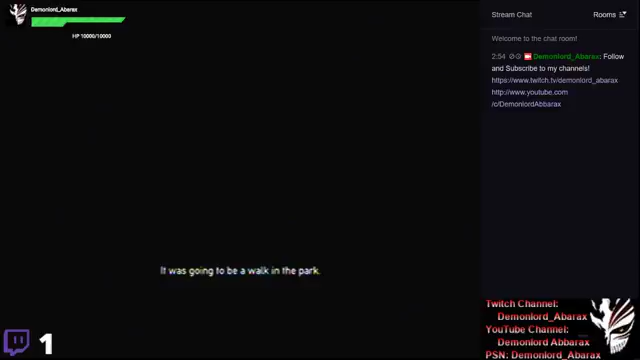 Demonlord_Abarax
HP 10000/10000
It was going to be a walk in the park.
1
Stream Chat
Rooms
Welcome to the chat room!
2:54 Demonlord_Abarax: Follow
and Subscribe to my channels!
https://www.twitch.tv/demonlord_abarax
http://www.youtube.com
/c/DemonlordAbbarax
Twitch Channel:
Demonlord_Abarax
YouTube Channel:
Demonlord Abbarax
PSN: Demonlord_Abarax